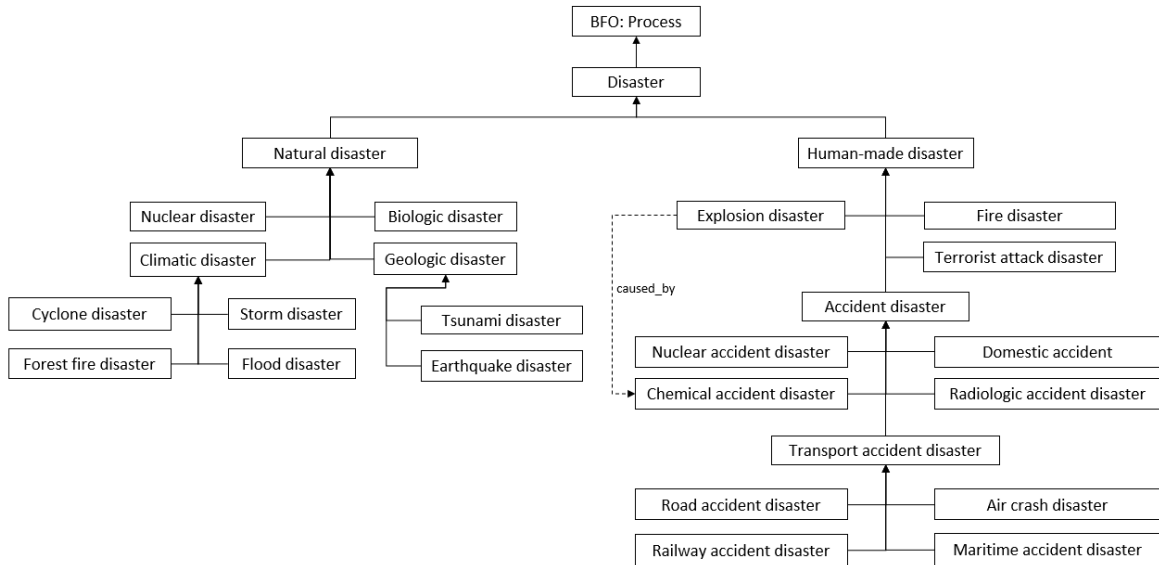 BFO: Process
Disaster
Natural disaster
Human-made disaster
Nuclear disaster
Biologic disaster
Explosion disaster
Fire disaster
Climatic disaster
Geologic disaster
Terrorist attack disaster
caused_by
Accident disaster
Cyclone disaster
Storm disaster
Tsunami disaster
Nuclear accident disaster
Domestic accident
Forest fire disaster
Flood disaster
Earthquake disaster
Chemical accident disaster
Radiologic accident disaster
Transport accident disaster
Road accident disaster
Air crash disaster
Railway accident disaster
Maritime accident disaster